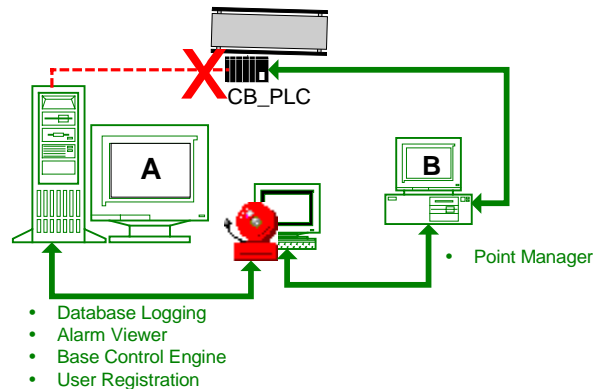 CB_PLC
A
B
• Point Manager
• Database Logging
• Alarm Viewer
• Base Control Engine
• User Registration